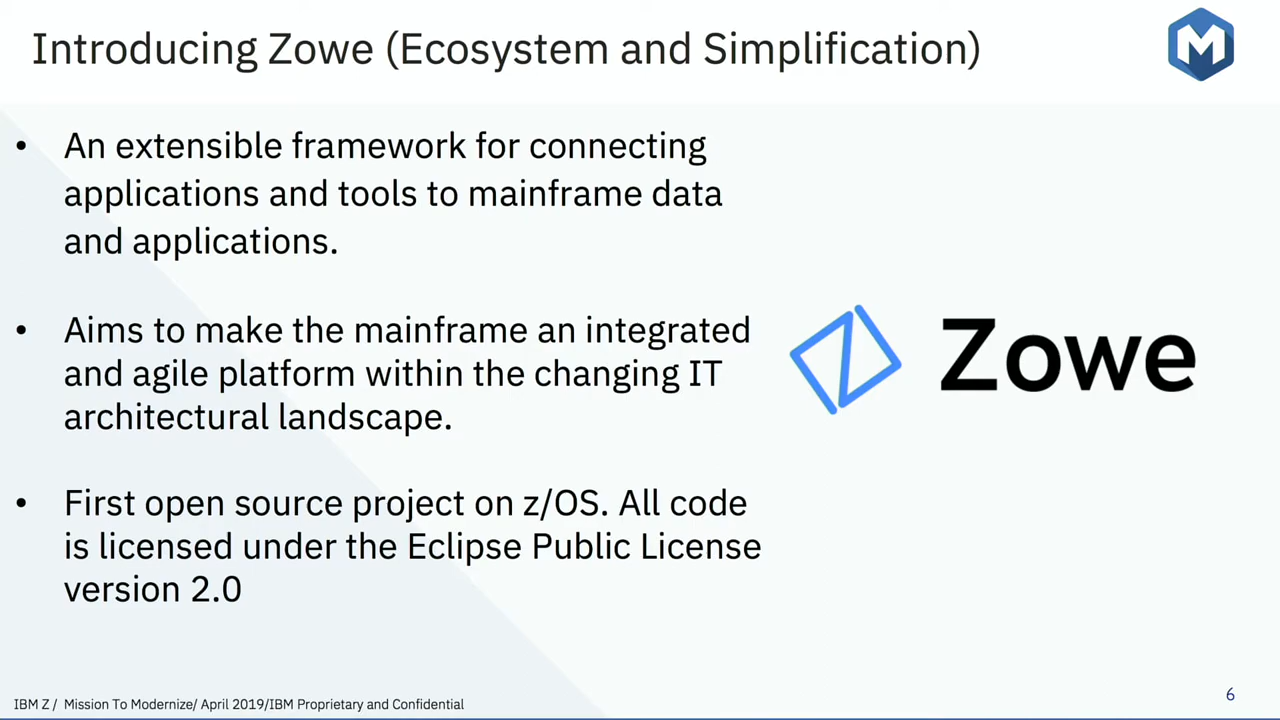 Introducing Zowe (Ecosystem and Simplification)
M
• An extensible framework for connecting
applications and tools to mainframe data
and applications.
• Aims to make the mainframe an integrated
and agile platform within the changing IT
architectural landscape.
• First open source project on z/OS. All code
is licensed under the Eclipse Public License
version 2.0
Zowe
IBM Z / Mission To Modernize/ April 2019/IBM Proprietary and Confidential
6